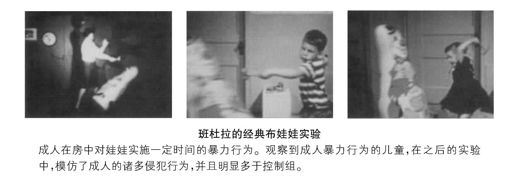 班杜拉的经典布娃娃实验
成人在房中对娃娃实施一定时间的暴力行为。观察到成人暴力行为的儿童,在之后的实验
中,模仿了成人的诸多侵犯行为,并且明显多于控制组。